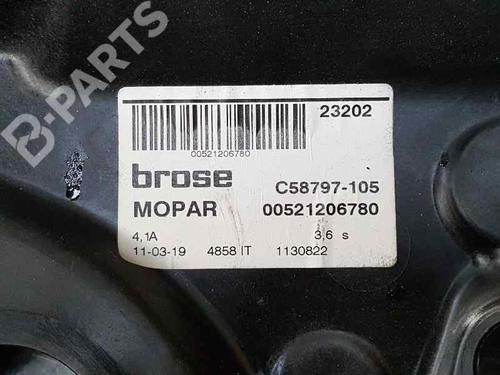 B-PARTS
23202
00521206780
brose
C58797-105
MOPAR 00521206780
4,1A 3,6 s
11-03-19 4858 IT 1130822